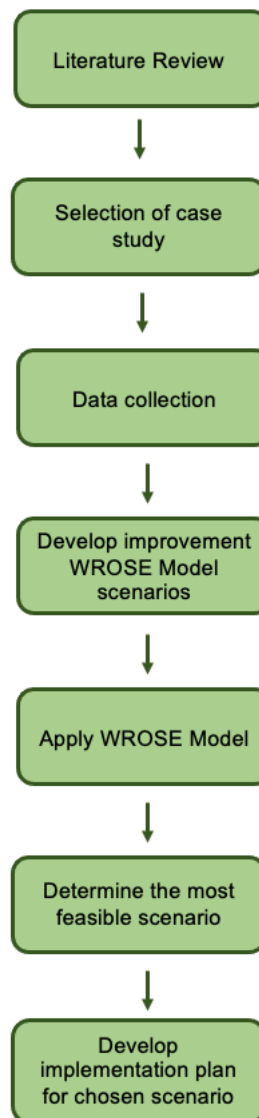 Literature Review
Selection of case
study
Data collection
Develop improvement
WROSE Model
scenarios
Apply WROSE Model
Determine the most
feasible scenario
Develop
implementation plan
for chosen scenario